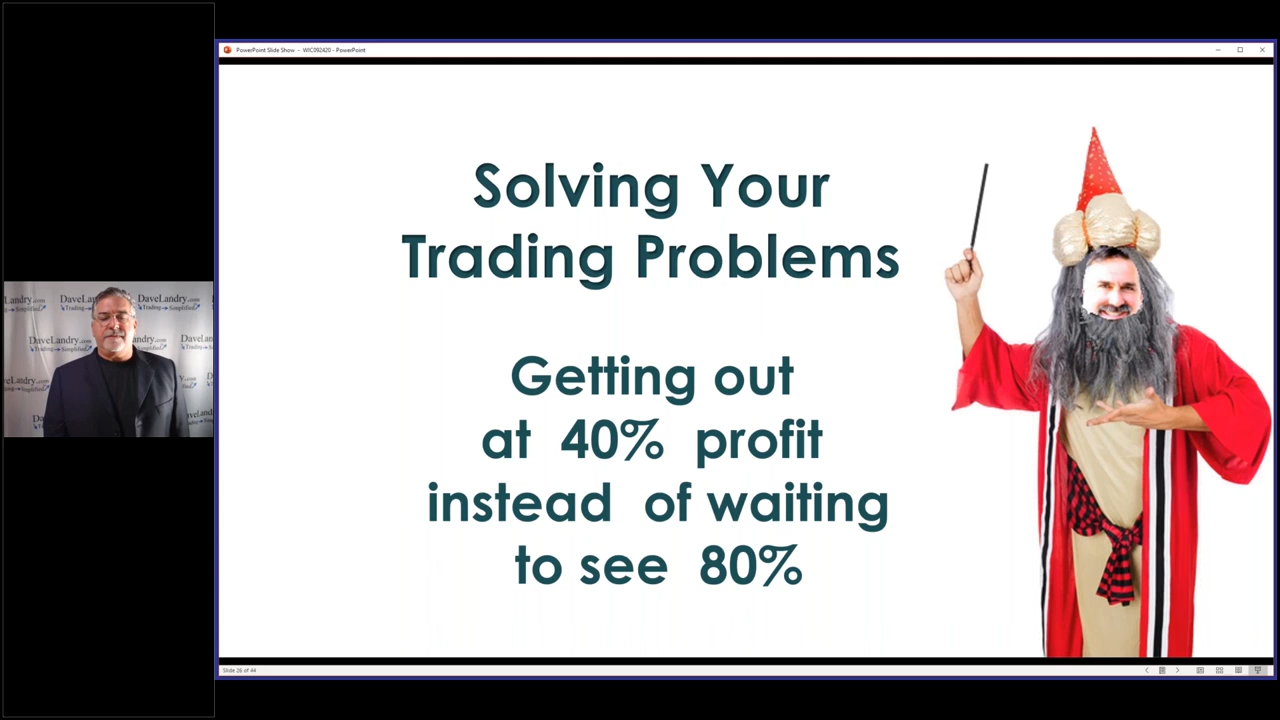 PowerPoint Slide Show - WIC092420 - PowerPoint
Solving Your
Trading Problems
Getting out
at 40% profit
instead of waiting
to see 80%
DaveLandry.com
Trading Simplified
Slide 26 of 44